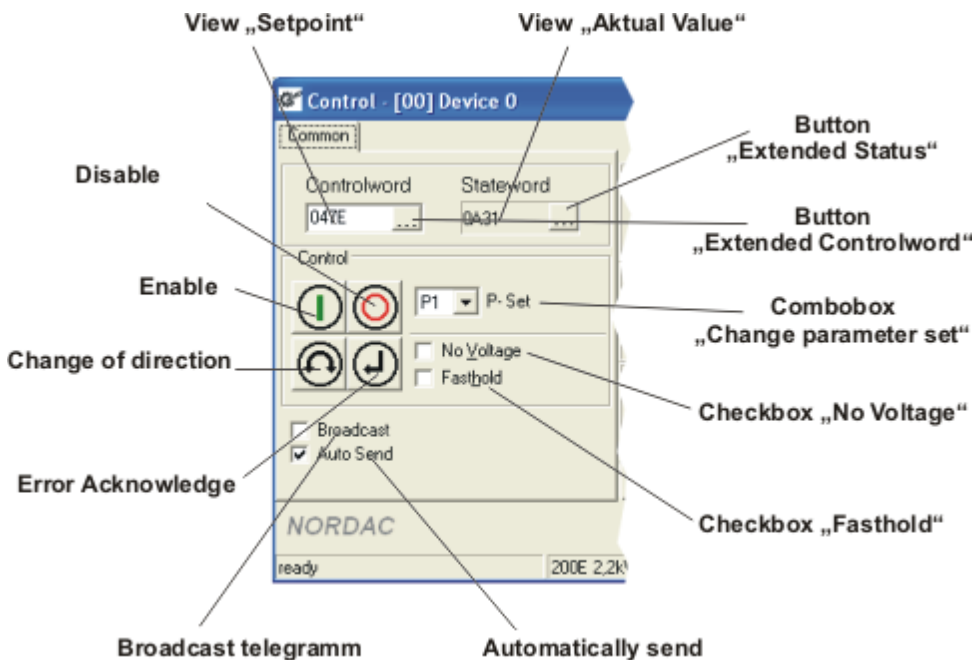 View „Setpoint“
View „Aktual Value“
Control - [00] Device 0
Common
Button
„Extended Status“
Disable
Controlword
Stateword
047E
...
0A31
...
Button
„Extended Controlword“
Control
Enable
P1
P- Set
Combobox
„Change parameter set“
Change of direction
No Voltage
Fasthold
Checkbox „No Voltage“
Broadcast
Auto Send
Error Acknowledge
NORDAC
Checkbox „Fasthold“
ready
200E 2,2k
Broadcast telegramm
Automatically send